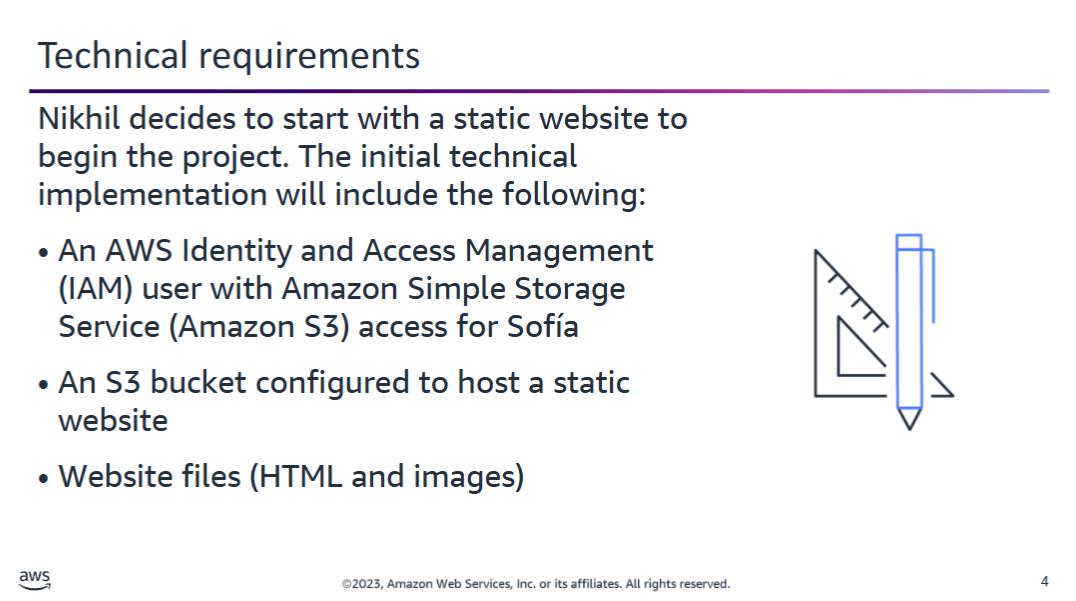 Technical requirements
Nikhil decides to start with a static website to
begin the project. The initial technical
implementation will include the following:
• An AWS Identity and Access Management
(IAM) user with Amazon Simple Storage
Service (Amazon S3) access for Sofía
• An S3 bucket configured to host a static
website
• Website files (HTML and images)
aws
©2023, Amazon Web Services, Inc. or its affiliates. All rights reserved.
4